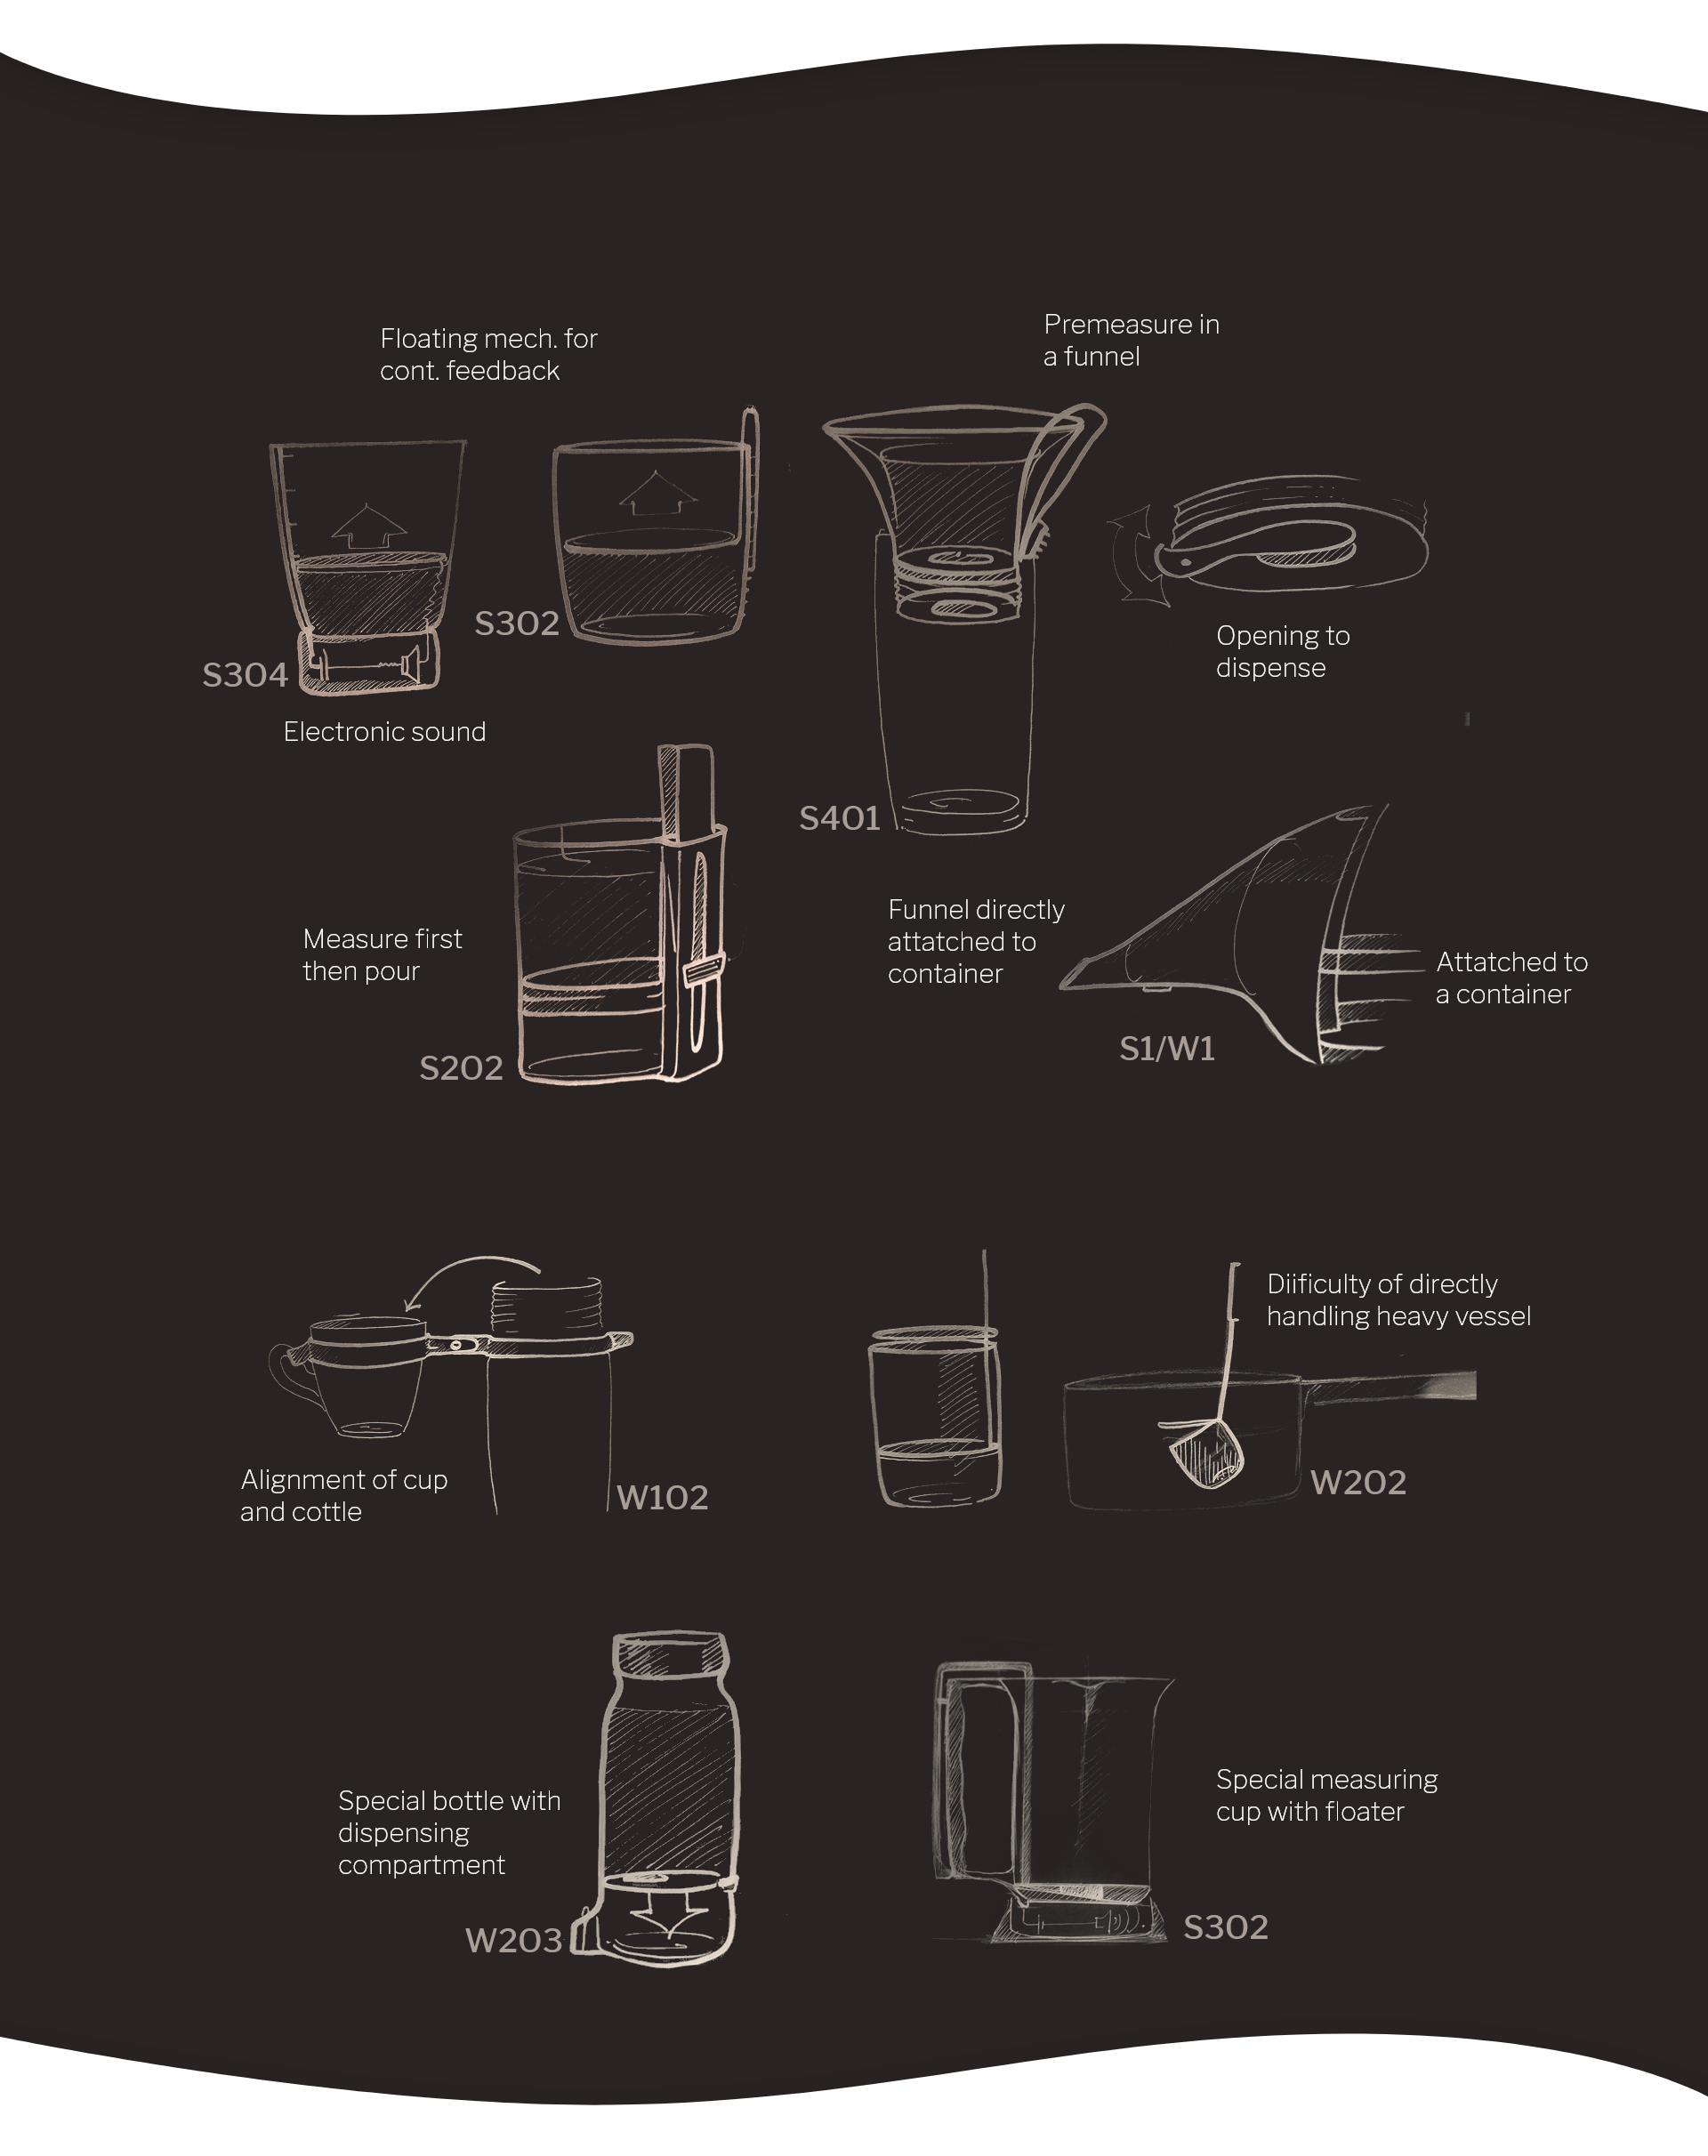 Floating mech. for
cont. feedback
Premeasure in
a funnel
S302
S304
Electronic sound
Opening to
dispense
S401
Measure first
then pour
S202
Funnel directly
attatched to
container
Attatched to
a container
S1/W1
Alignment of cup
and cottle
W102
Diificulty of directly
handling heavy vessel
W202
Special bottle with
dispensing
compartment
W203
Special measuring
cup with floater
S302